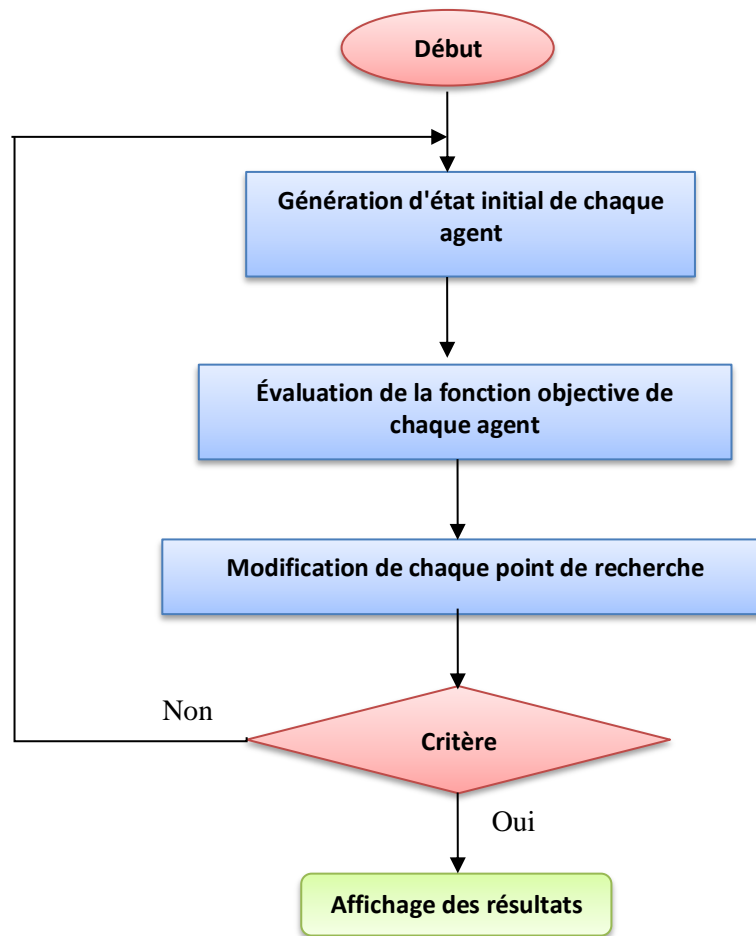 Début
Génération d'état initial de chaque
agent
Évaluation de la fonction objective de
chaque agent
Modification de chaque point de recherche
Non
Critère
Oui
Affichage des résultats